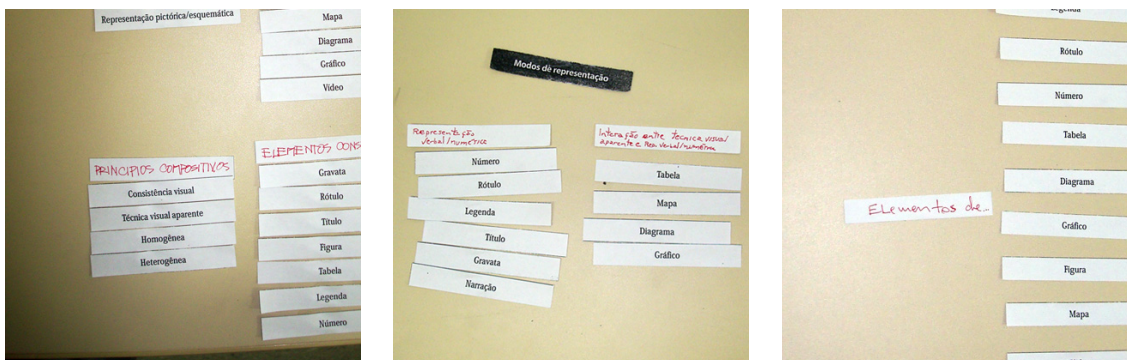 Representação pictórica/esquemática
Mapa
Diagrama
Gráfico
Vídeo
PRINCÍPIOS COMPOSITIVOS
Consistência visual
Técnica visual aparente
Homogênea
Heterogênea
ELEMENTOS CONS
Gravata
Rótulo
Título
Figura
Tabela
Legenda
Número
Modos de representação
Representação
verbal/numérica
Número
Rótulo
Legenda
Título
Gravata
Narração
Interação entre técnica visual
aparente e Rep. verbal/numérica
Tabela
Mapa
Diagrama
Gráfico
Elementos de...
Legenda
Rótulo
Número
Tabela
Diagrama
Gráfico
Figura
Mapa